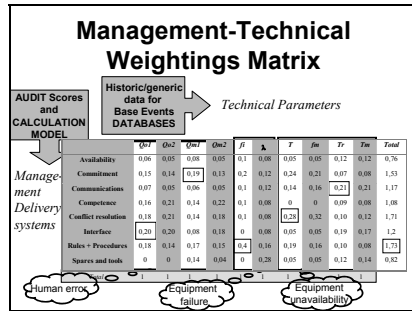 Management-Technical
Weightings Matrix
AUDIT Scores
and
CALCULATION
MODEL
Historic/generic
data for
Base Events
DATABASES
Technical Parameters
Manage-
ment
Delivery
systems
Qo1 Qo2 Qm1 Qm2 fi λ T fm Tr Tm Total
Availability 0,06 0,05 0,08 0,05 0,1 0,08 0,05 0,05 0,12 0,12 0,76
Commitment 0,15 0,14 0,19 0,13 0,2 0,12 0,24 0,21 0,07 0,08 1,53
Communications 0,07 0,05 0,06 0,05 0,1 0,12 0,14 0,16 0,21 0,21 1,17
Competence 0,16 0,21 0,14 0,22 0,1 0,08 0 0 0,09 0,08 1,08
Conflict resolution 0,18 0,21 0,14 0,18 0,1 0,08 0,28 0,32 0,10 0,12 1,71
Interface 0,20 0,20 0,08 0,18 0 0,08 0,05 0,05 0,19 0,17 1,2
Rules + Procedures 0,18 0,14 0,17 0,15 0,4 0,16 0,19 0,16 0,10 0,08 1,73
Spares and tools 0 0 0,14 0,04 0 0,28 0,05 0,05 0,12 0,14 0,82
Total 1 1 1 1 1 1 1 1 1
Human error
Equipment
failure
Equipment
unavailability